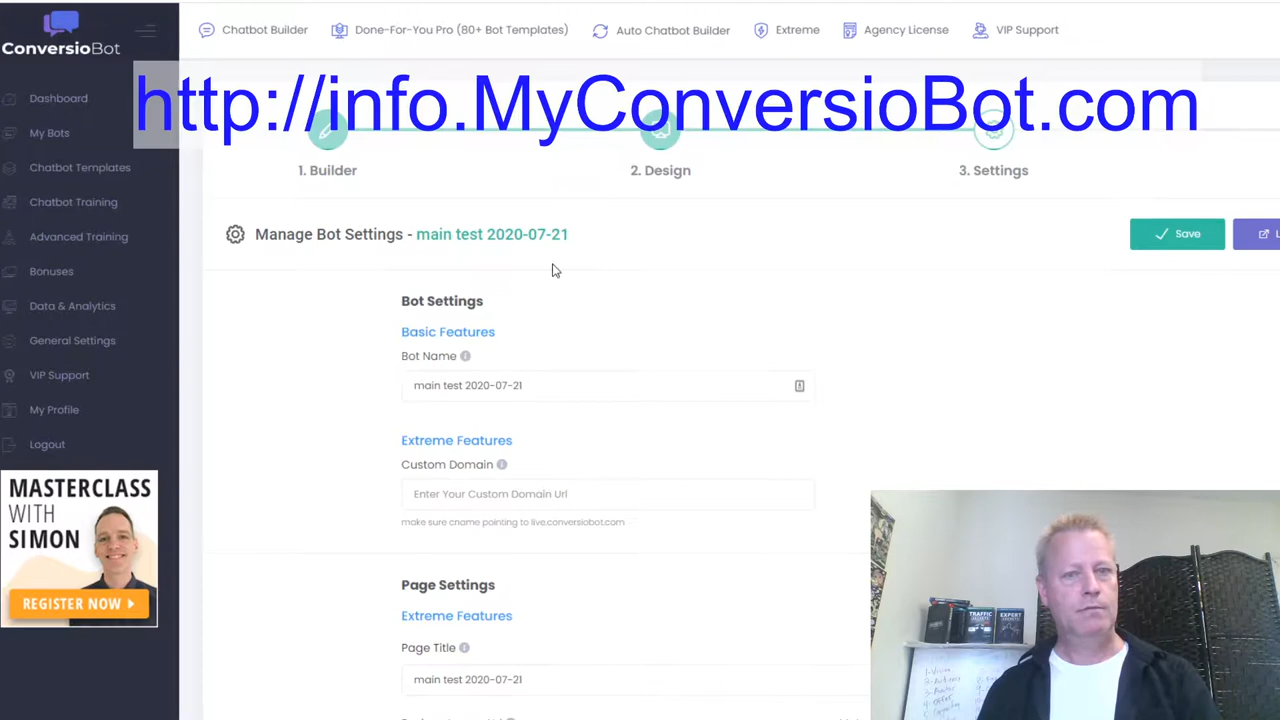 ConversioBot
Chatbot Builder
Done-For-You Pro (80+ Bot Templates)
Auto Chatbot Builder
Extreme
Agency License
VIP Support
http://info.MyConversioBot.com
Dashboard
My Bots
Chatbot Templates
Chatbot Training
Advanced Training
Bonuses
Data & Analytics
General Settings
VIP Support
My Profile
Logout
MASTERCLASS
WITH
SIMON
REGISTER NOW
1. Builder
2. Design
3. Settings
Manage Bot Settings - main test 2020-07-21
Save
L
Bot Settings
Basic Features
Bot Name
main test 2020-07-21
Extreme Features
Custom Domain
Enter Your Custom Domain Url
make sure cname pointing to live.conversiobot.com
Page Settings
Extreme Features
Page Title
main test 2020-07-21
TRAFFIC
SECRETS
EXPERT
SECRETS